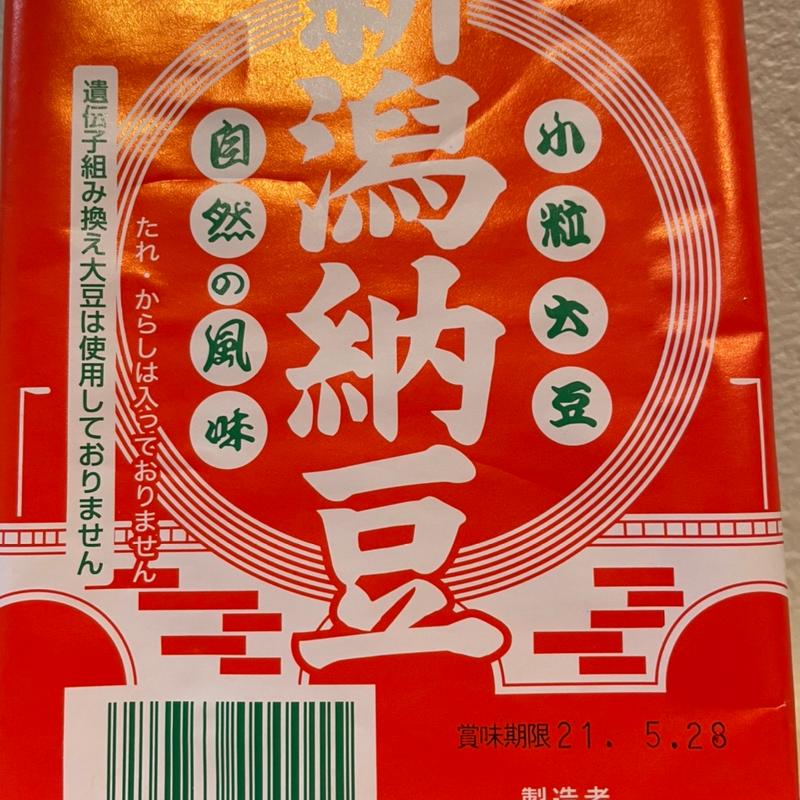 新潟納豆
小粒大豆
自然の風味
たれ・からしは入っておりません
遺伝子組み換え大豆は使用しておりません
賞味期限 21. 5.28
製造者